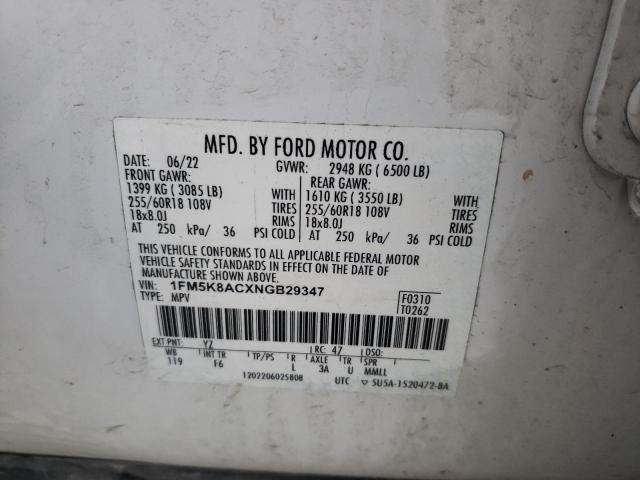 MFD. BY FORD MOTOR CO.
DATE: 06/22 GVWR: 2948 KG ( 6500 LB)
FRONT GAWR: REAR GAWR:
1399 KG ( 3085 LB) WITH 1610 KG ( 3550 LB) WITH
255/60R18 108V TIRES 255/60R18 108V TIRES
18x8.0J RIMS 18x8.0J RIMS
AT 250 kPa/ 36 PSI COLD AT 250 kPa/ 36 PSI COLD
THIS VEHICLE CONFORMS TO ALL APPLICABLE FEDERAL MOTOR
VEHICLE SAFETY STANDARDS IN EFFECT ON THE DATE OF
MANUFACTURE SHOWN ABOVE.
VIN: 1FM5K8ACXNGB29347
TYPE: MPV
F0310
T0262
EXT PNT: YZ RC: 47 DSO:
WB INT TR TP/PS R AXLE TR SPR
119 F6 L 3A U MMLL
1202206025808 UTC 5U5A-1520472-BA